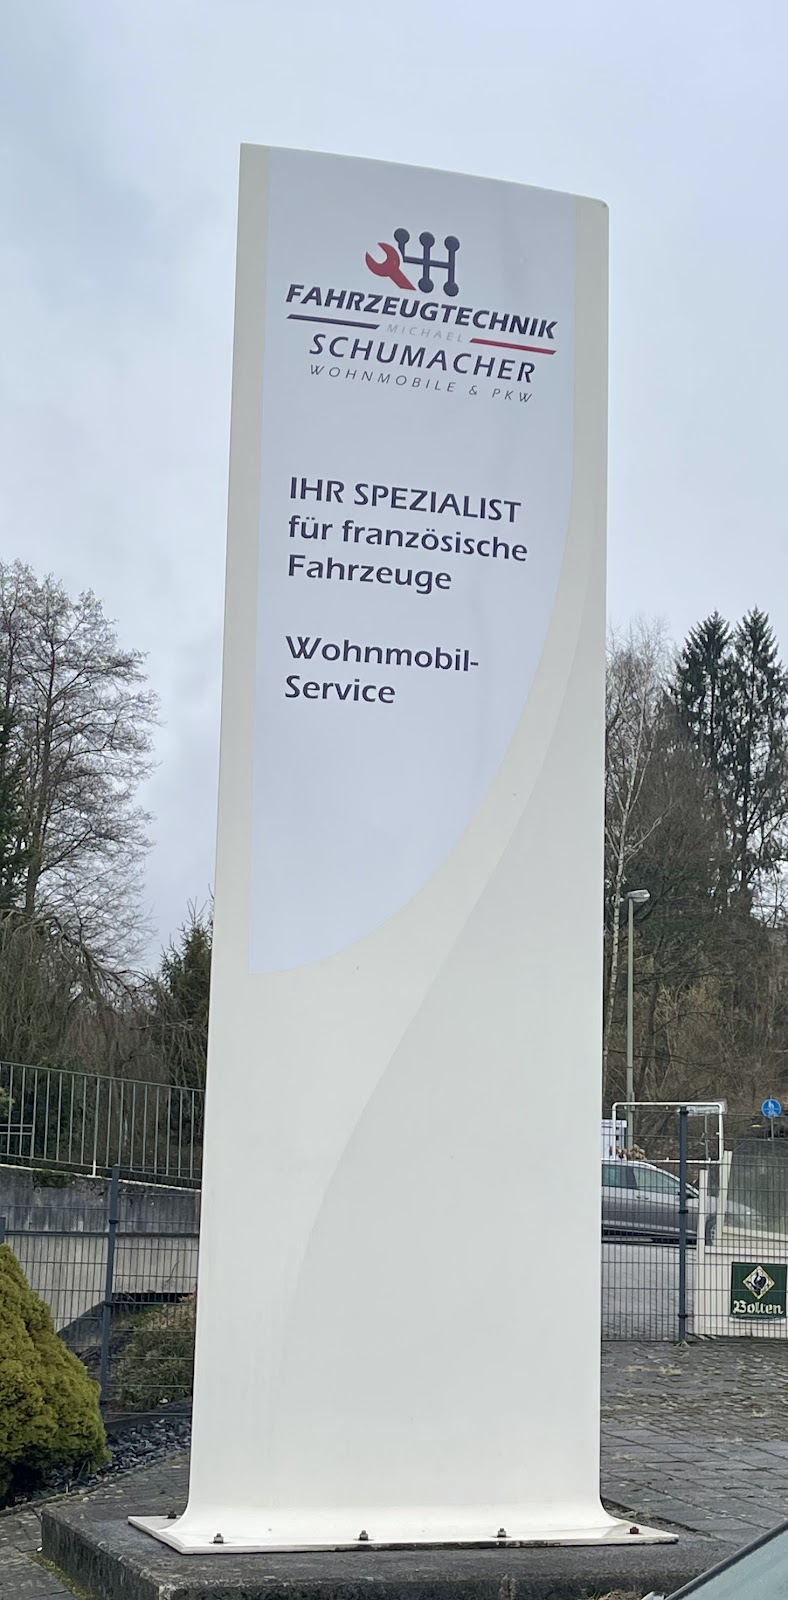 FAHRZEUGTECHNIK
MICHAEL
SCHUMACHER
WOHNMOBILE & PKW
IHR SPEZIALIST
für französische
Fahrzeuge
Wohnmobil-
Service
Bolten